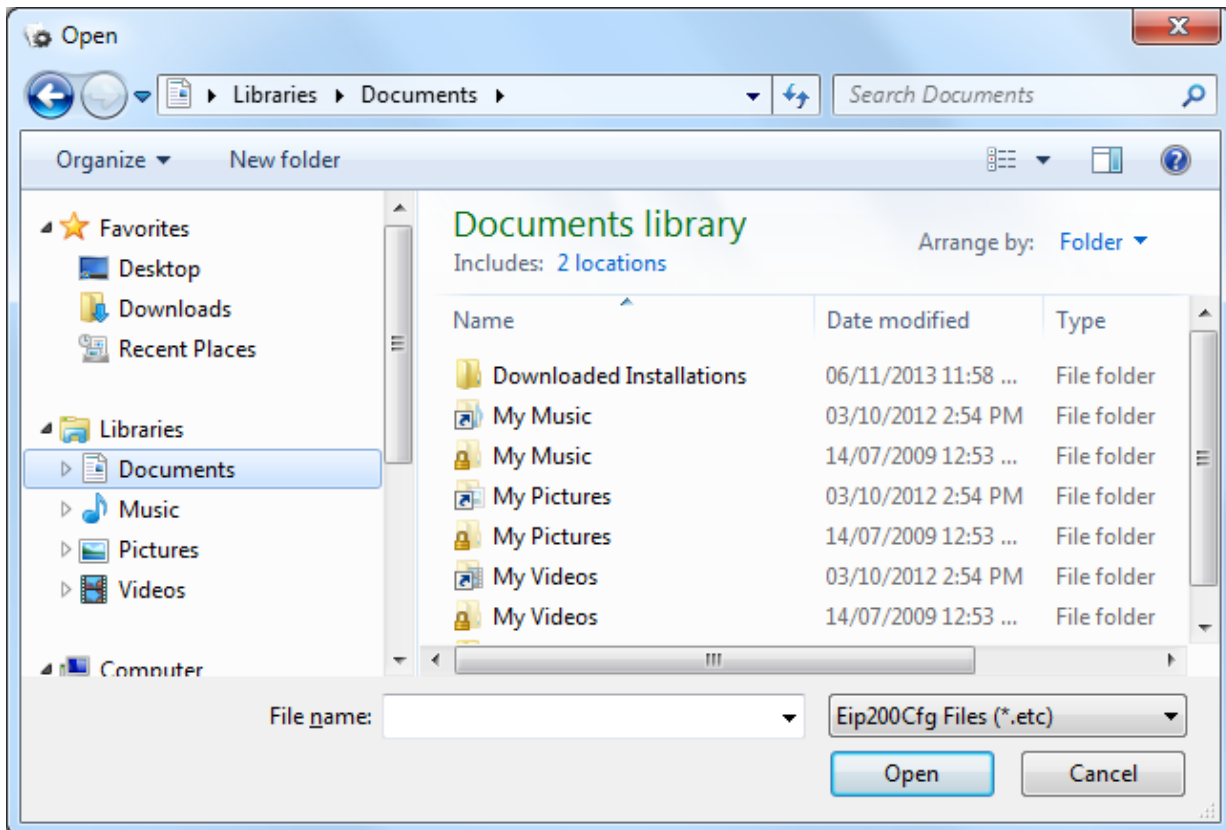 Open
Libraries Documents
Search Documents
Organize New folder
Favorites
Desktop
Downloads
Recent Places
Libraries
Documents
Music
Pictures
Videos
Computer
Documents library
Includes: 2 locations
Arrange by: Folder
Name Date modified Type
Downloaded Installations 06/11/2013 11:58 ... File folder
My Music 03/10/2012 2:54 PM File folder
My Music 14/07/2009 12:53 ... File folder
My Pictures 03/10/2012 2:54 PM File folder
My Pictures 14/07/2009 12:53 ... File folder
My Videos 03/10/2012 2:54 PM File folder
My Videos 14/07/2009 12:53 ... File folder
File name: Eip200Cfg Files (*.etc)
Open Cancel